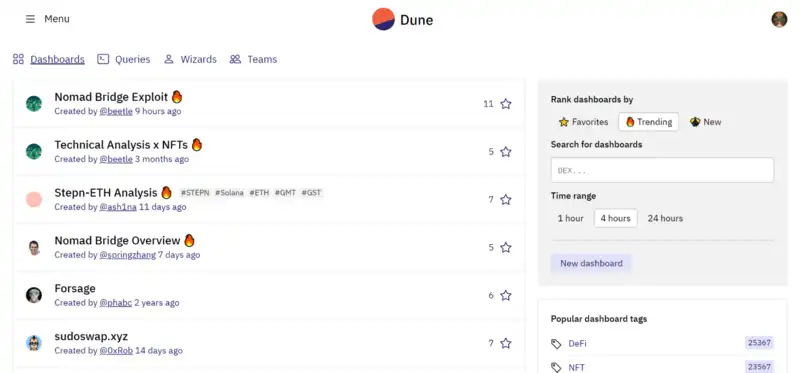 Menu
Dune
Dashboards Queries Wizards Teams
Nomad Bridge Exploit 🔥
Created by @beetle 9 hours ago
11
Technical Analysis x NFTs 🔥
Created by @beetle 3 months ago
5
Stepn-ETH Analysis 🔥 #STEPN #Solana #ETH #GMT #GST
Created by @ash1na 11 days ago
7
Nomad Bridge Overview 🔥
Created by @springzhang 7 days ago
5
Forsage
Created by @phabc 2 years ago
6
sudoswap.xyz
Created by @0xRob 14 days ago
7
Rank dashboards by
Favorites Trending New
Search for dashboards
DEX...
Time range
1 hour 4 hours 24 hours
New dashboard
Popular dashboard tags
DeFi 25367
NFT 23567